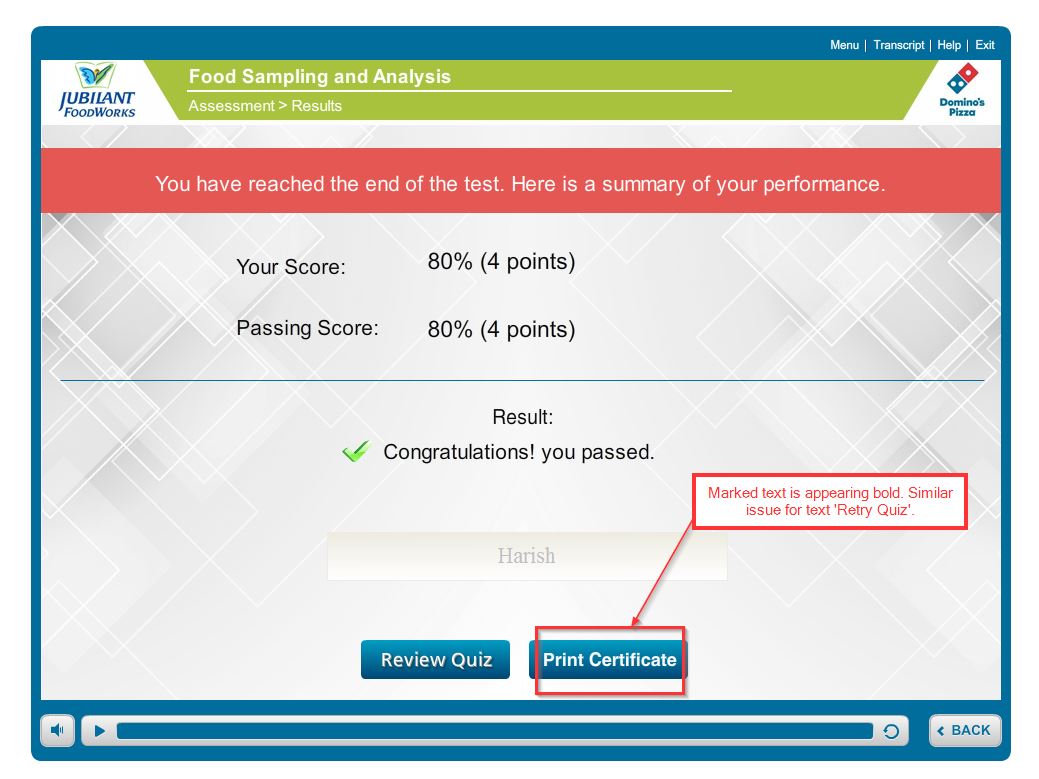 Menu | Transcript | Help | Exit
JUBILANT
FOODWORKS
Food Sampling and Analysis
Assessment > Results
Domino's
Pizza
You have reached the end of the test. Here is a summary of your performance.
Your Score: 80% (4 points)
Passing Score: 80% (4 points)
Result:
Congratulations! you passed.
Marked text is appearing bold. Similar
issue for text 'Retry Quiz'.
Harish
Review Quiz
Print Certificate
BACK